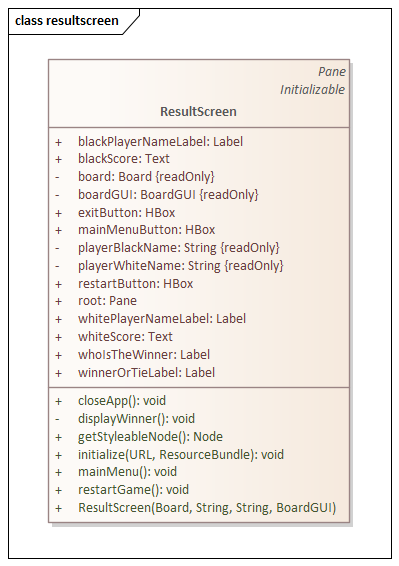 class resultscreen
Pane
Initializable
ResultScreen
+ blackPlayerNameLabel: Label
+ blackScore: Text
- board: Board {readOnly}
- boardGUI: BoardGUI {readOnly}
+ exitButton: HBox
+ mainMenuButton: HBox
- playerBlackName: String {readOnly}
- playerWhiteName: String {readOnly}
+ restartButton: HBox
+ root: Pane
+ whitePlayerNameLabel: Label
+ whiteScore: Text
+ whoIsTheWinner: Label
+ winnerOrTieLabel: Label
+ closeApp(): void
- displayWinner(): void
+ getStyleableNode(): Node
+ initialize(URL, ResourceBundle): void
+ mainMenu(): void
+ restartGame(): void
+ ResultScreen(Board, String, String, BoardGUI)